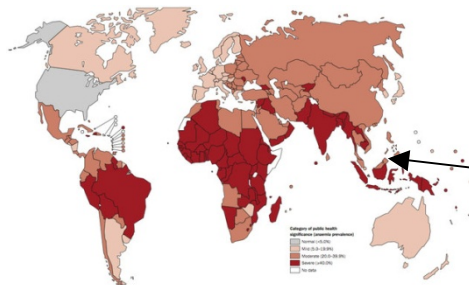 Category of public health
significance (anaemia prevalence)
Normal (<5.0%)
Mild (5.0–19.9%)
Moderate (20.0–39.9%)
Severe (≥40.0%)
No data